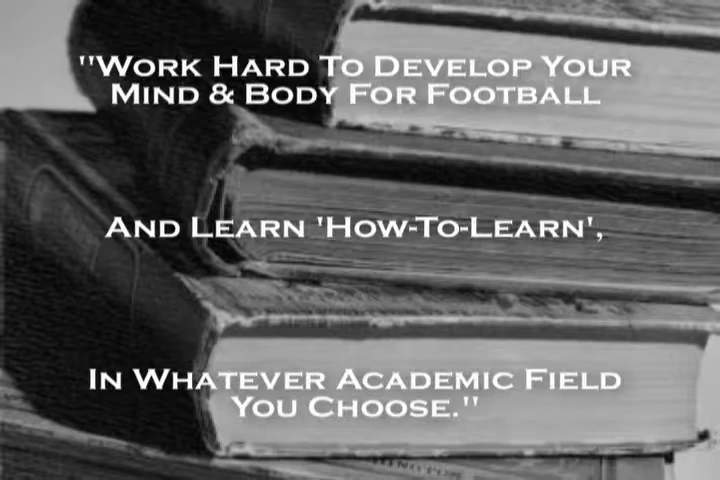 "Work Hard To Develop Your
Mind & Body For Football
And Learn 'How-To-Learn',
In Whatever Academic Field
You Choose."